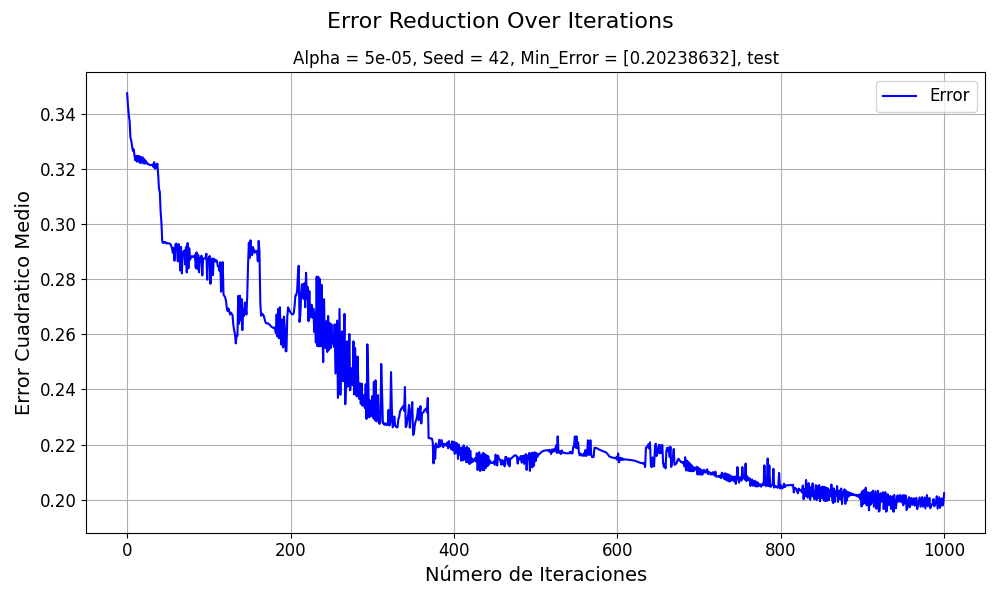 Error Reduction Over Iterations
Alpha = 5e-05, Seed = 42, Min_Error = [0.20238632], test
Error
Error Cuadratico Medio
0.34
0.32
0.30
0.28
0.26
0.24
0.22
0.20
0 200 400 600 800 1000
Número de Iteraciones